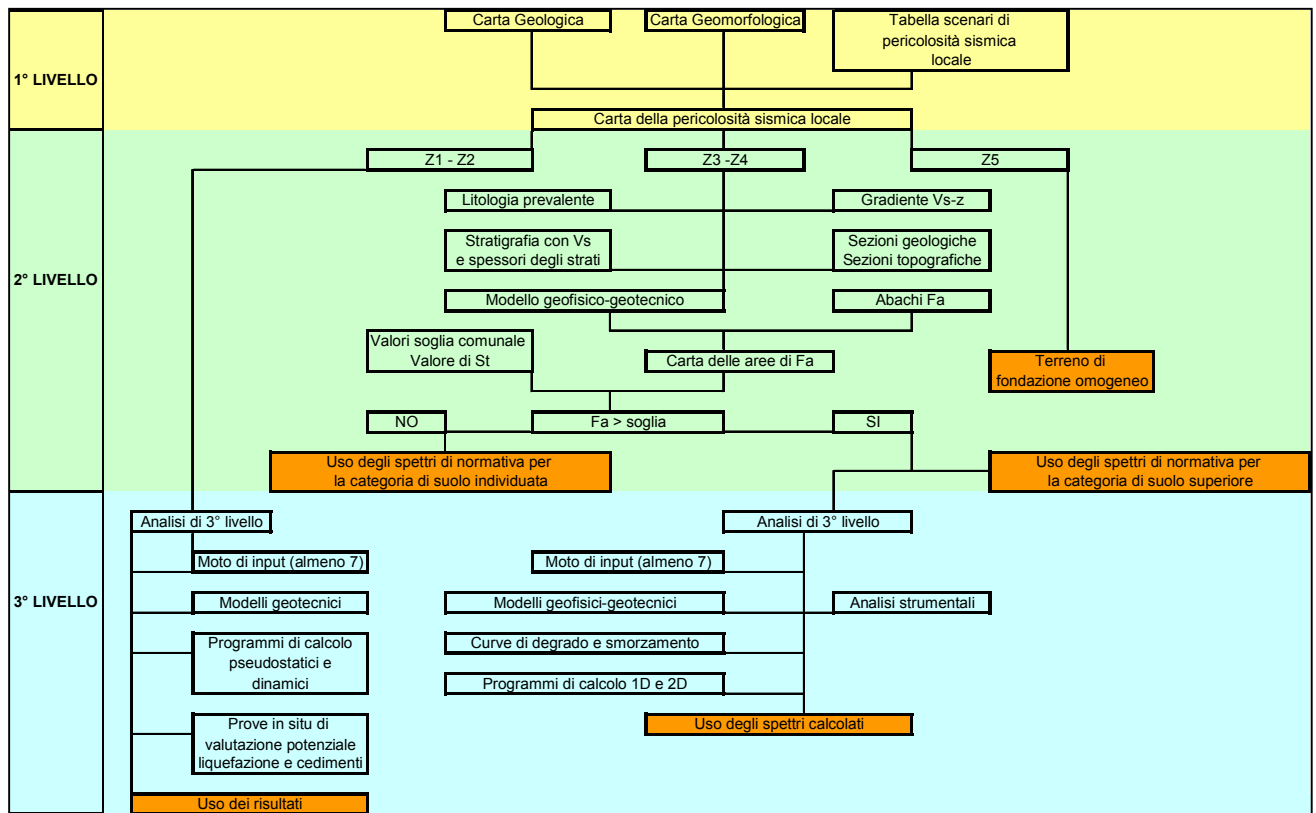 Carta Geologica
Carta Geomorfologica
Tabella scenari di
pericolosità sismica
locale
1° LIVELLO
Carta della pericolosità sismica locale
Z1 - Z2
Z3 -Z4
Z5
Litologia prevalente
Gradiente Vs-z
Stratigrafia con Vs
e spessori degli strati
Sezioni geologiche
Sezioni topografiche
2° LIVELLO
Modello geofisico-geotecnico
Abachi Fa
Valori soglia comunale
Valore di St
Carta delle aree di Fa
Terreno di
fondazione omogeneo
NO
Fa > soglia
SI
Uso degli spettri di normativa per
la categoria di suolo individuata
Uso degli spettri di normativa per
la categoria di suolo superiore
Analisi di 3° livello
Analisi di 3° livello
Moto di input (almeno 7)
Moto di input (almeno 7)
3° LIVELLO
Modelli geotecnici
Modelli geofisici-geotecnici
Analisi strumentali
Programmi di calcolo
pseudostatici e
dinamici
Curve di degrado e smorzamento
Programmi di calcolo 1D e 2D
Prove in situ di
valutazione potenziale
liquefazione e cedimenti
Uso degli spettri calcolati
Uso dei risultati